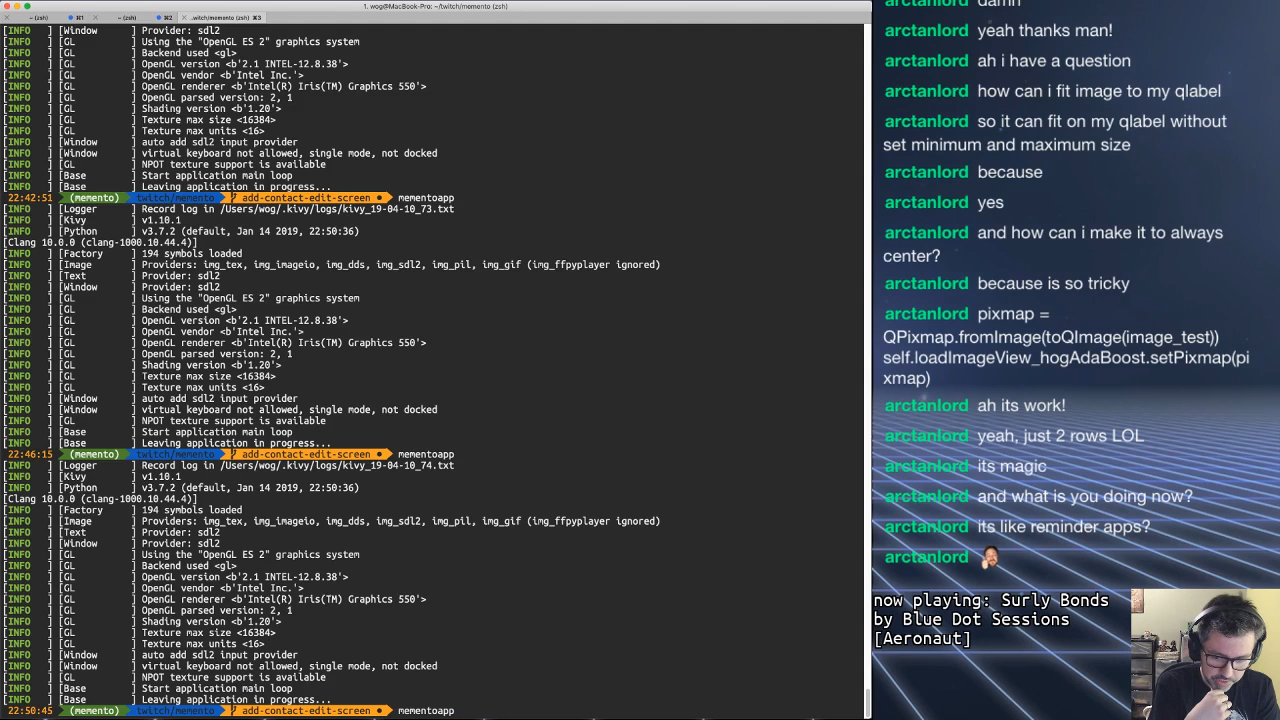 1. wog@MacBook-Pro: ~/twitch/memento (zsh)
~ (zsh) ⌘1 ~ (zsh) ⌘2 ..witch/memento (zsh) ⌘3
[INFO   ] [Window      ] Provider: sdl2
[INFO   ] [GL          ] Using the "OpenGL ES 2" graphics system
[INFO   ] [GL          ] Backend used <gl>
[INFO   ] [GL          ] OpenGL version <b'2.1 INTEL-12.8.38'>
[INFO   ] [GL          ] OpenGL vendor <b'Intel Inc.'>
[INFO   ] [GL          ] OpenGL renderer <b'Intel(R) Iris(TM) Graphics 550'>
[INFO   ] [GL          ] OpenGL parsed version: 2, 1
[INFO   ] [GL          ] Shading version <b'1.20'>
[INFO   ] [GL          ] Texture max size <16384>
[INFO   ] [GL          ] Texture max units <16>
[INFO   ] [Window      ] auto add sdl2 input provider
[INFO   ] [Window      ] virtual keyboard not allowed, single mode, not docked
[INFO   ] [GL          ] NPOT texture support is available
[INFO   ] [Base        ] Start application main loop
[INFO   ] [Base        ] Leaving application in progress...
22:42:51 (memento) twitch/memento add-contact-edit-screen ● mementoapp
[INFO   ] [Logger      ] Record log in /Users/wog/.kivy/logs/kivy_19-04-10_73.txt
[INFO   ] [Kivy        ] v1.10.1
[INFO   ] [Python      ] v3.7.2 (default, Jan 14 2019, 22:50:36)
[Clang 10.0.0 (clang-1000.10.44.4)]
[INFO   ] [Factory     ] 194 symbols loaded
[INFO   ] [Image       ] Providers: img_tex, img_imageio, img_dds, img_sdl2, img_pil, img_gif (img_ffpyplayer ignored)
[INFO   ] [Text        ] Provider: sdl2
[INFO   ] [Window      ] Provider: sdl2
[INFO   ] [GL          ] Using the "OpenGL ES 2" graphics system
[INFO   ] [GL          ] Backend used <gl>
[INFO   ] [GL          ] OpenGL version <b'2.1 INTEL-12.8.38'>
[INFO   ] [GL          ] OpenGL vendor <b'Intel Inc.'>
[INFO   ] [GL          ] OpenGL renderer <b'Intel(R) Iris(TM) Graphics 550'>
[INFO   ] [GL          ] OpenGL parsed version: 2, 1
[INFO   ] [GL          ] Shading version <b'1.20'>
[INFO   ] [GL          ] Texture max size <16384>
[INFO   ] [GL          ] Texture max units <16>
[INFO   ] [Window      ] auto add sdl2 input provider
[INFO   ] [Window      ] virtual keyboard not allowed, single mode, not docked
[INFO   ] [GL          ] NPOT texture support is available
[INFO   ] [Base        ] Start application main loop
[INFO   ] [Base        ] Leaving application in progress...
22:46:15 (memento) twitch/memento add-contact-edit-screen ● mementoapp
[INFO   ] [Logger      ] Record log in /Users/wog/.kivy/logs/kivy_19-04-10_74.txt
[INFO   ] [Kivy        ] v1.10.1
[INFO   ] [Python      ] v3.7.2 (default, Jan 14 2019, 22:50:36)
[Clang 10.0.0 (clang-1000.10.44.4)]
[INFO   ] [Factory     ] 194 symbols loaded
[INFO   ] [Image       ] Providers: img_tex, img_imageio, img_dds, img_sdl2, img_pil, img_gif (img_ffpyplayer ignored)
[INFO   ] [Text        ] Provider: sdl2
[INFO   ] [Window      ] Provider: sdl2
[INFO   ] [GL          ] Using the "OpenGL ES 2" graphics system
[INFO   ] [GL          ] Backend used <gl>
[INFO   ] [GL          ] OpenGL version <b'2.1 INTEL-12.8.38'>
[INFO   ] [GL          ] OpenGL vendor <b'Intel Inc.'>
[INFO   ] [GL          ] OpenGL renderer <b'Intel(R) Iris(TM) Graphics 550'>
[INFO   ] [GL          ] OpenGL parsed version: 2, 1
[INFO   ] [GL          ] Shading version <b'1.20'>
[INFO   ] [GL          ] Texture max size <16384>
[INFO   ] [GL          ] Texture max units <16>
[INFO   ] [Window      ] auto add sdl2 input provider
[INFO   ] [Window      ] virtual keyboard not allowed, single mode, not docked
[INFO   ] [GL          ] NPOT texture support is available
[INFO   ] [Base        ] Start application main loop
[INFO   ] [Base        ] Leaving application in progress...
22:50:45 (memento) twitch/memento add-contact-edit-screen ● mementoapp
arctanlord damn
arctanlord yeah thanks man!
arctanlord ah i have a question
arctanlord how can i fit image to my qlabel
arctanlord so it can fit on my qlabel without
set minimum and maximum size
arctanlord because
arctanlord yes
arctanlord and how can i make it to always
center?
arctanlord because is so tricky
arctanlord pixmap =
QPixmap.fromImage(toQImage(image_test))
self.loadImageView_hogAdaBoost.setPixmap(pi
xmap)
arctanlord ah its work!
arctanlord yeah, just 2 rows LOL
arctanlord its magic
arctanlord and what is you doing now?
arctanlord its like reminder apps?
arctanlord
now playing: Surly Bonds
by Blue Dot Sessions
[Aeronaut]